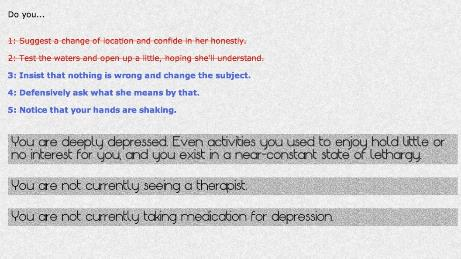 Do you...
1: Suggest a change of location and confide in her honestly.
2: Test the waters and open up a little, hoping she'll understand.
3: Insist that nothing is wrong and change the subject.
4: Defensively ask what she means by that.
5: Notice that your hands are shaking.
You are deeply depressed. Even activities you used to enjoy hold little or
no interest for you, and you exist in a near-constant state of lethargy.
You are not currently seeing a therapist.
You are not currently taking medication for depression.